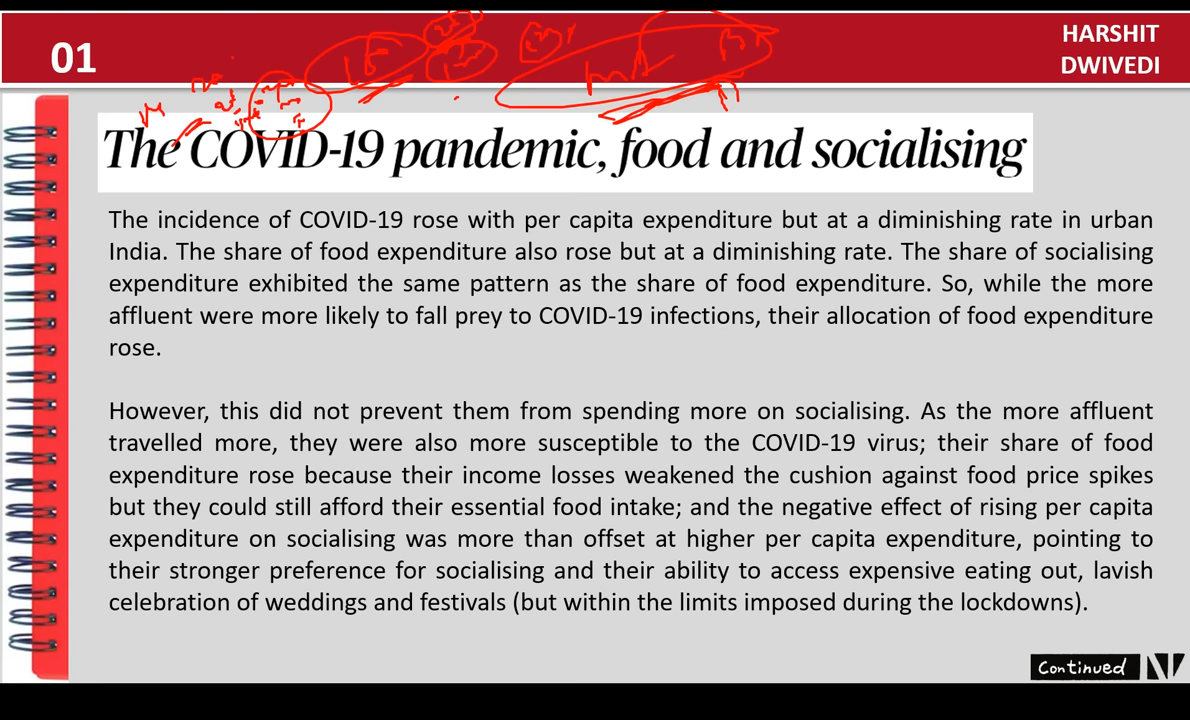 01
HARSHIT
DWIVEDI
The COVID-19 pandemic, food and socialising
The incidence of COVID-19 rose with per capita expenditure but at a diminishing rate in urban
India. The share of food expenditure also rose but at a diminishing rate. The share of socialising
expenditure exhibited the same pattern as the share of food expenditure. So, while the more
affluent were more likely to fall prey to COVID-19 infections, their allocation of food expenditure
rose.
However, this did not prevent them from spending more on socialising. As the more affluent
travelled more, they were also more susceptible to the COVID-19 virus; their share of food
expenditure rose because their income losses weakened the cushion against food price spikes
but they could still afford their essential food intake; and the negative effect of rising per capita
expenditure on socialising was more than offset at higher per capita expenditure, pointing to
their stronger preference for socialising and their ability to access expensive eating out, lavish
celebration of weddings and festivals (but within the limits imposed during the lockdowns).
Continued